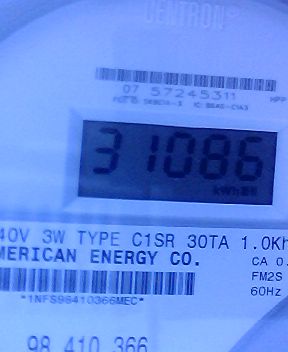 CENTRON®
07 57245311
31086
kWh
40V 3W TYPE C1SR 30TA 1.0Kh
MERICAN ENERGY CO.
CA 0.
FM2S
60Hz
*1NFS98410366MEC*
98 410 366